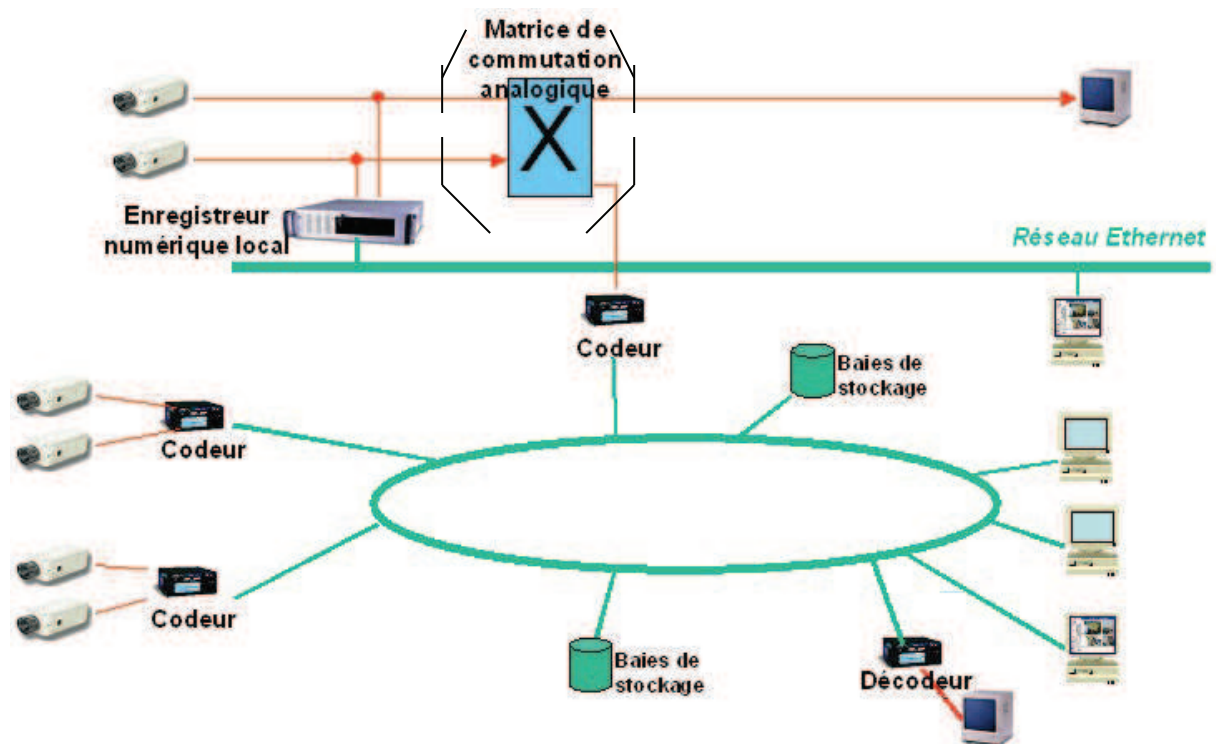 Matrice de
commutation
analogique
X
Enregistreur
numérique local
Réseau Ethernet
Codeur
Baies de
stockage
Codeur
Codeur
Baies de
stockage
Décodeur